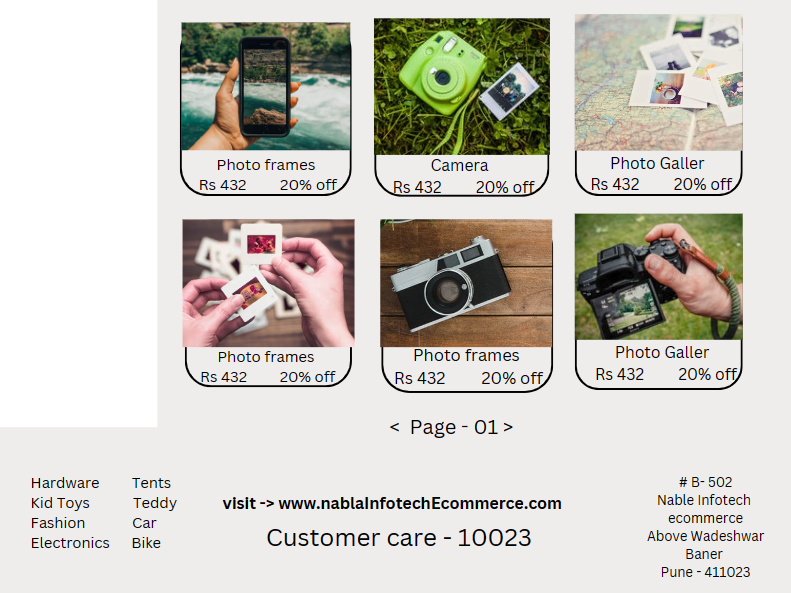 Photo frames
Rs 432 20% off
Camera
Rs 432 20% off
Photo Galler
Rs 432 20% off
Photo frames
Rs 432 20% off
Photo frames
Rs 432 20% off
Photo Galler
Rs 432 20% off
< Page - 01 >
Hardware Tents
Kid Toys Teddy
Fashion Car
Electronics Bike
visit -> www.nablaInfotechEcommerce.com
Customer care - 10023
# B- 502
Nable Infotech
ecommerce
Above Wadeshwar
Baner
Pune - 411023